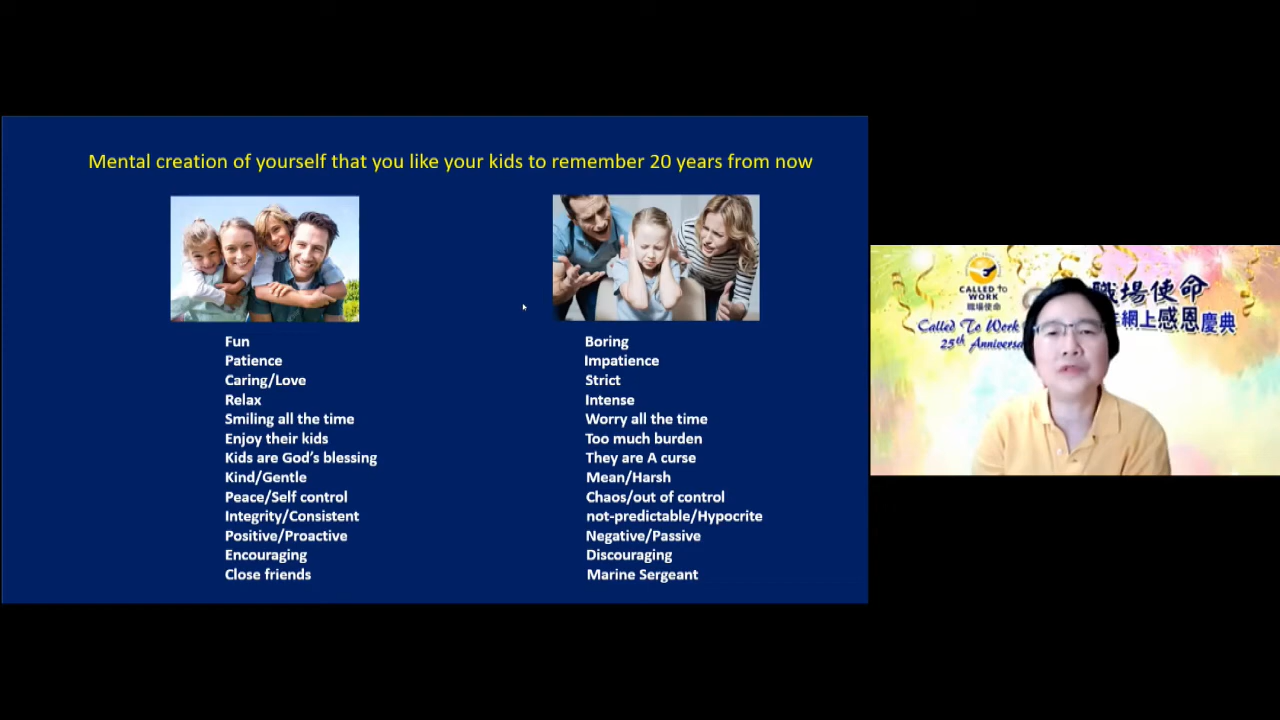 Mental creation of yourself that you like your kids to remember 20 years from now
Fun
Patience
Caring/Love
Relax
Smiling all the time
Enjoy their kids
Kids are God's blessing
Kind/Gentle
Peace/Self control
Integrity/Consistent
Positive/Proactive
Encouraging
Close friends
Boring
Impatience
Strict
Intense
Worry all the time
Too much burden
They are A curse
Mean/Harsh
Chaos/out of control
not-predictable/Hypocrite
Negative/Passive
Discouraging
Marine Sergeant
CALLED TO
WORK
職場使命
Called To Work
25th Anniversa
職場使命
網上感恩慶典